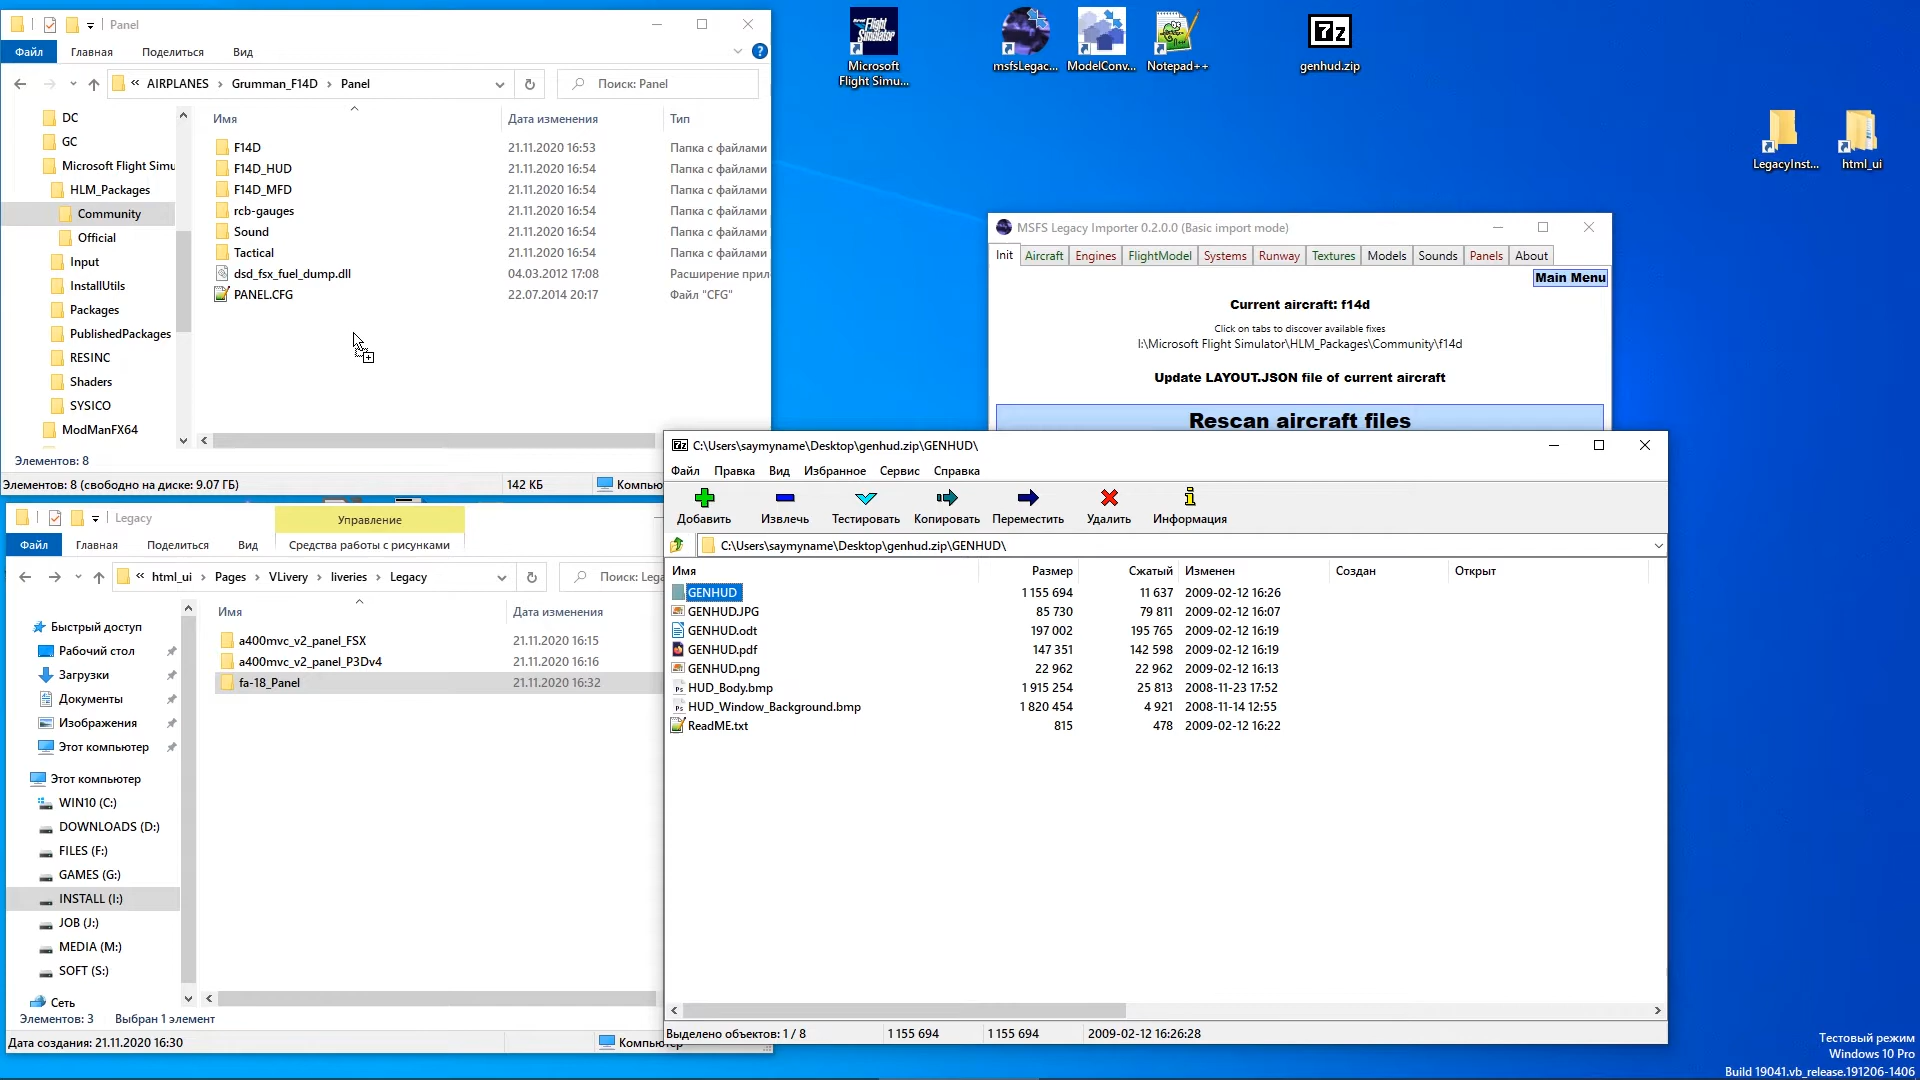 Panel
Файл Главная Поделиться Вид
« AIRPLANES › Grumman_F14D › Panel
Поиск: Panel
DC
GC
Microsoft Flight Simu
HLM_Packages
Community
Official
Input
InstallUtils
Packages
PublishedPackages
RESINC
Shaders
SYSICO
ModManFX64
Имя Дата изменения Тип
F14D 21.11.2020 16:53 Папка с файлами
F14D_HUD 21.11.2020 16:54 Папка с файлами
F14D_MFD 21.11.2020 16:54 Папка с файлами
rcb-gauges 21.11.2020 16:54 Папка с файлами
Sound 21.11.2020 16:54 Папка с файлами
Tactical 21.11.2020 16:54 Папка с файлами
dsd_fsx_fuel_dump.dll 04.03.2012 17:08 Расширение прил
PANEL.CFG 22.07.2014 20:17 Файл "CFG"
Элементов: 8
Элементов: 8 (свободно на диске: 9.07 ГБ) 142 КБ Компью
Microsoft
Flight Simu...
msfsLegac...
ModelConv...
Notepad++
genhud.zip
LegacyInst...
html_ui
MSFS Legacy Importer 0.2.0.0 (Basic import mode)
Init Aircraft Engines FlightModel Systems Runway Textures Models Sounds Panels About
Main Menu
Current aircraft: f14d
Click on tabs to discover available fixes
I:\Microsoft Flight Simulator\HLM_Packages\Community\f14d
Update LAYOUT.JSON file of current aircraft
Rescan aircraft files
Legacy
Управление
Файл Главная Поделиться Вид Средства работы с рисунками
« html_ui › Pages › VLivery › liveries › Legacy
Поиск: Lega
Быстрый доступ
Рабочий стол
Загрузки
Документы
Изображения
Этот компьютер
Этот компьютер
WIN10 (C:)
DOWNLOADS (D:)
FILES (F:)
GAMES (G:)
INSTALL (I:)
JOB (J:)
MEDIA (M:)
SOFT (S:)
Сеть
Имя Дата изменения
a400mvc_v2_panel_FSX 21.11.2020 16:15
a400mvc_v2_panel_P3Dv4 21.11.2020 16:16
fa-18_Panel 21.11.2020 16:32
Элементов: 3 Выбран 1 элемент
Дата создания: 21.11.2020 16:30 Компьютер
C:\Users\saymyname\Desktop\genhud.zip\GENHUD\
Файл Правка Вид Избранное Сервис Справка
Добавить Извлечь Тестировать Копировать Переместить Удалить Информация
C:\Users\saymyname\Desktop\genhud.zip\GENHUD\
Имя Размер Сжатый Изменен Создан Открыт
GENHUD 1 155 694 11 637 2009-02-12 16:26
GENHUD.JPG 85 730 79 811 2009-02-12 16:07
GENHUD.odt 197 002 195 765 2009-02-12 16:19
GENHUD.pdf 147 351 142 598 2009-02-12 16:19
GENHUD.png 22 962 22 962 2009-02-12 16:13
HUD_Body.bmp 1 915 254 25 813 2008-11-23 17:52
HUD_Window_Background.bmp 1 820 454 4 921 2008-11-14 12:55
ReadME.txt 815 478 2009-02-12 16:22
Выделено объектов: 1 / 8 1 155 694 1 155 694 2009-02-12 16:26:28
Тестовый режим
Windows 10 Pro
Build 19041.vb_release.191206-1406